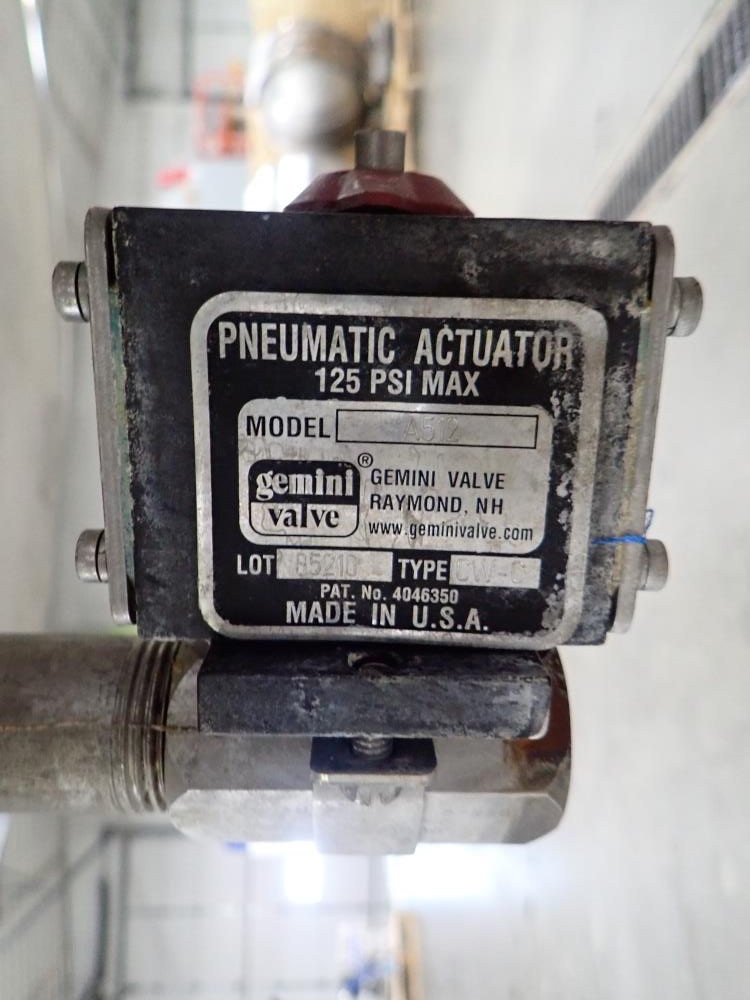 PNEUMATIC ACTUATOR
125 PSI MAX
MODEL A512
gemini valve ®
GEMINI VALVE
RAYMOND, NH
www.geminivalve.com
LOT 85210 TYPE CW-C
PAT. No. 4046350
MADE IN U.S.A.